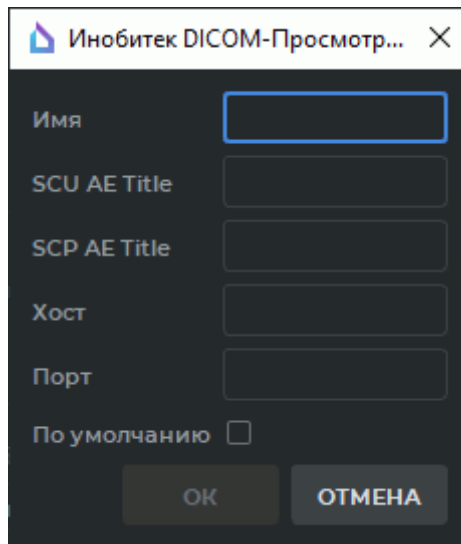 Инобитек DICOM-Просмотр...
Имя
SCU AE Title
SCP AE Title
Хост
Порт
По умолчанию
ОК ОТМЕНА